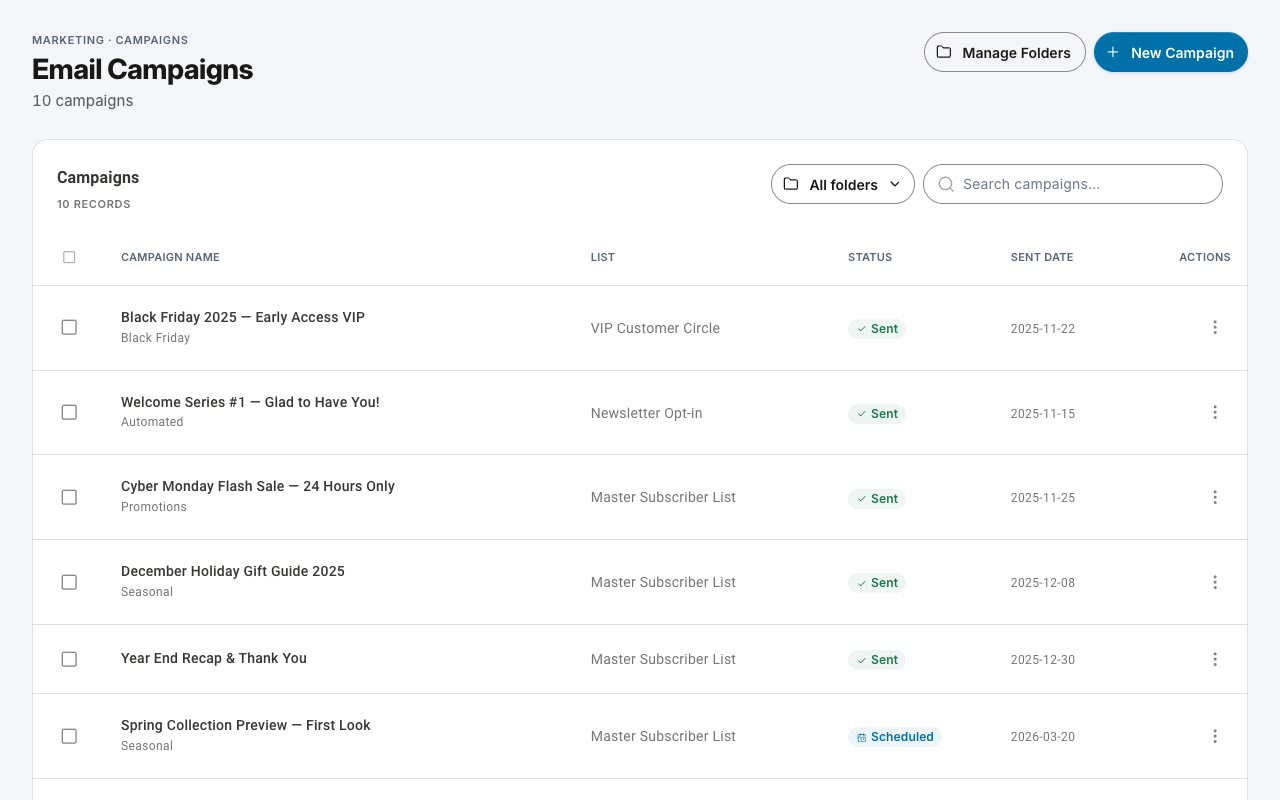 MARKETING · CAMPAIGNS
Email Campaigns
10 campaigns
Manage Folders
New Campaign
Campaigns
10 RECORDS
All folders
Search campaigns...
CAMPAIGN NAME LIST STATUS SENT DATE ACTIONS
Black Friday 2025 — Early Access VIP
Black Friday
VIP Customer Circle
Sent
2025-11-22
Welcome Series #1 — Glad to Have You!
Automated
Newsletter Opt-in
Sent
2025-11-15
Cyber Monday Flash Sale — 24 Hours Only
Promotions
Master Subscriber List
Sent
2025-11-25
December Holiday Gift Guide 2025
Seasonal
Master Subscriber List
Sent
2025-12-08
Year End Recap & Thank You
Master Subscriber List
Sent
2025-12-30
Spring Collection Preview — First Look
Seasonal
Master Subscriber List
Scheduled
2026-03-20